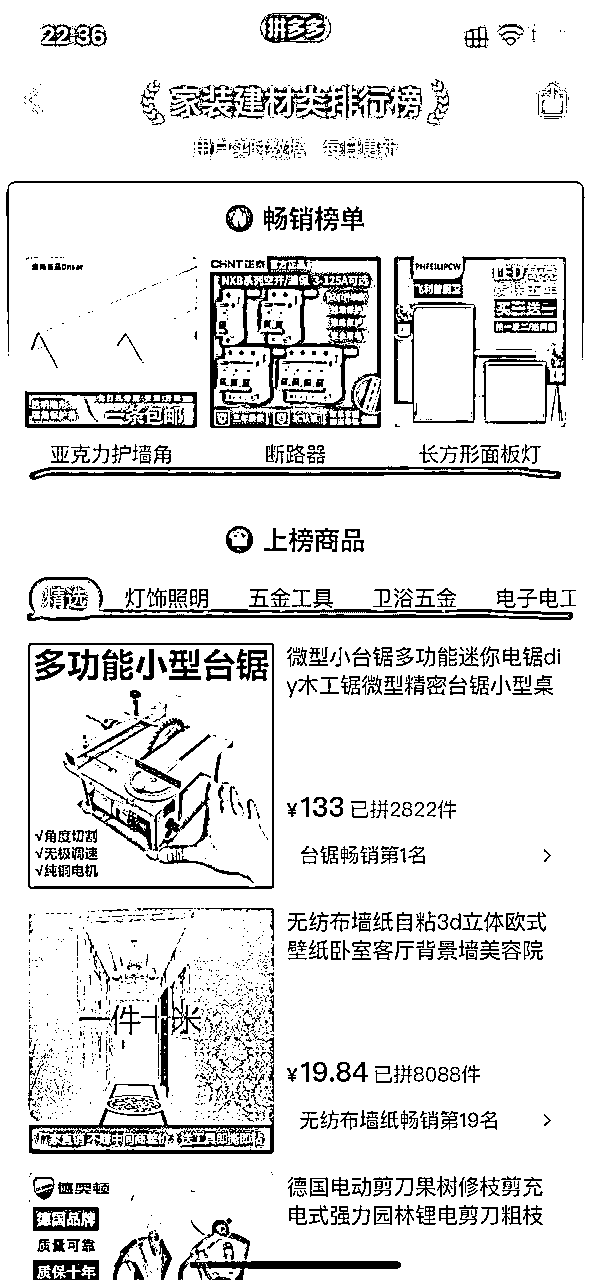 22:36
拼多多
家装建材类排行榜
用户实时数据 每日更新
畅销榜单
CHNT正泰
3-125A可选
PHFEILIPCW
LED
买二送二
一条包邮
亚克力护墙角
断路器
长方形面板灯
上榜商品
精选
灯饰照明
五金工具
卫浴五金
电子电工
多功能小型台锯
√角度切割
√无极调速
√纯铜电机
微型小台锯多功能迷你电锯di
y木工锯微型精密台锯小型桌
¥133 已拼2822件
台锯畅销第1名
一件十米
无纺布墙纸自粘3d立体欧式
壁纸卧室客厅背景墙美容院
¥19.84 已拼8088件
无纺布墙纸畅销第19名
德国品牌
质量可靠
质保十年
德国电动剪刀果树修枝剪充
电式强力园林锂电剪刀粗枝